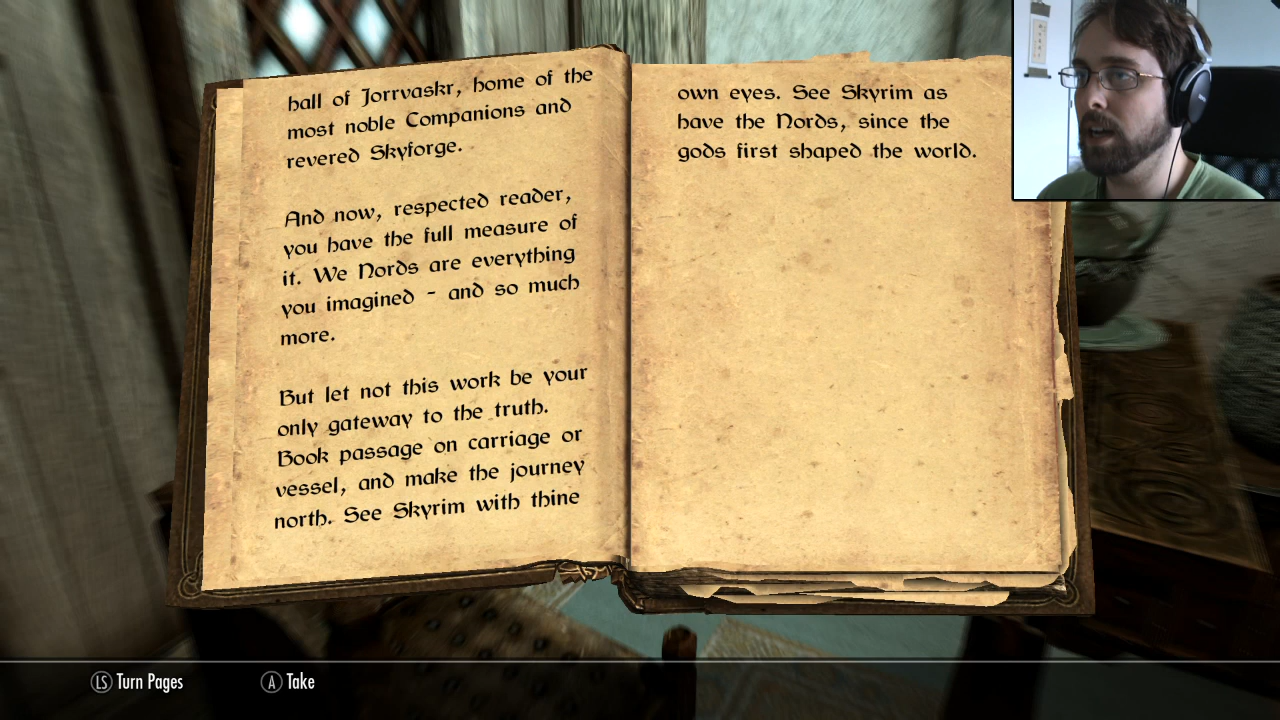 hall of Jorrvaskr, home of the
most noble Companions and
revered Skyforge.
And now, respected reader,
you have the full measure of
it. We Nords are everything
you imagined - and so much
more.
But let not this work be your
only gateway to the truth.
Book passage on carriage or
vessel, and make the journey
north. See Skyrim with thine
own eyes. See Skyrim as
have the Nords, since the
gods first shaped the world.
LS Turn Pages
A Take